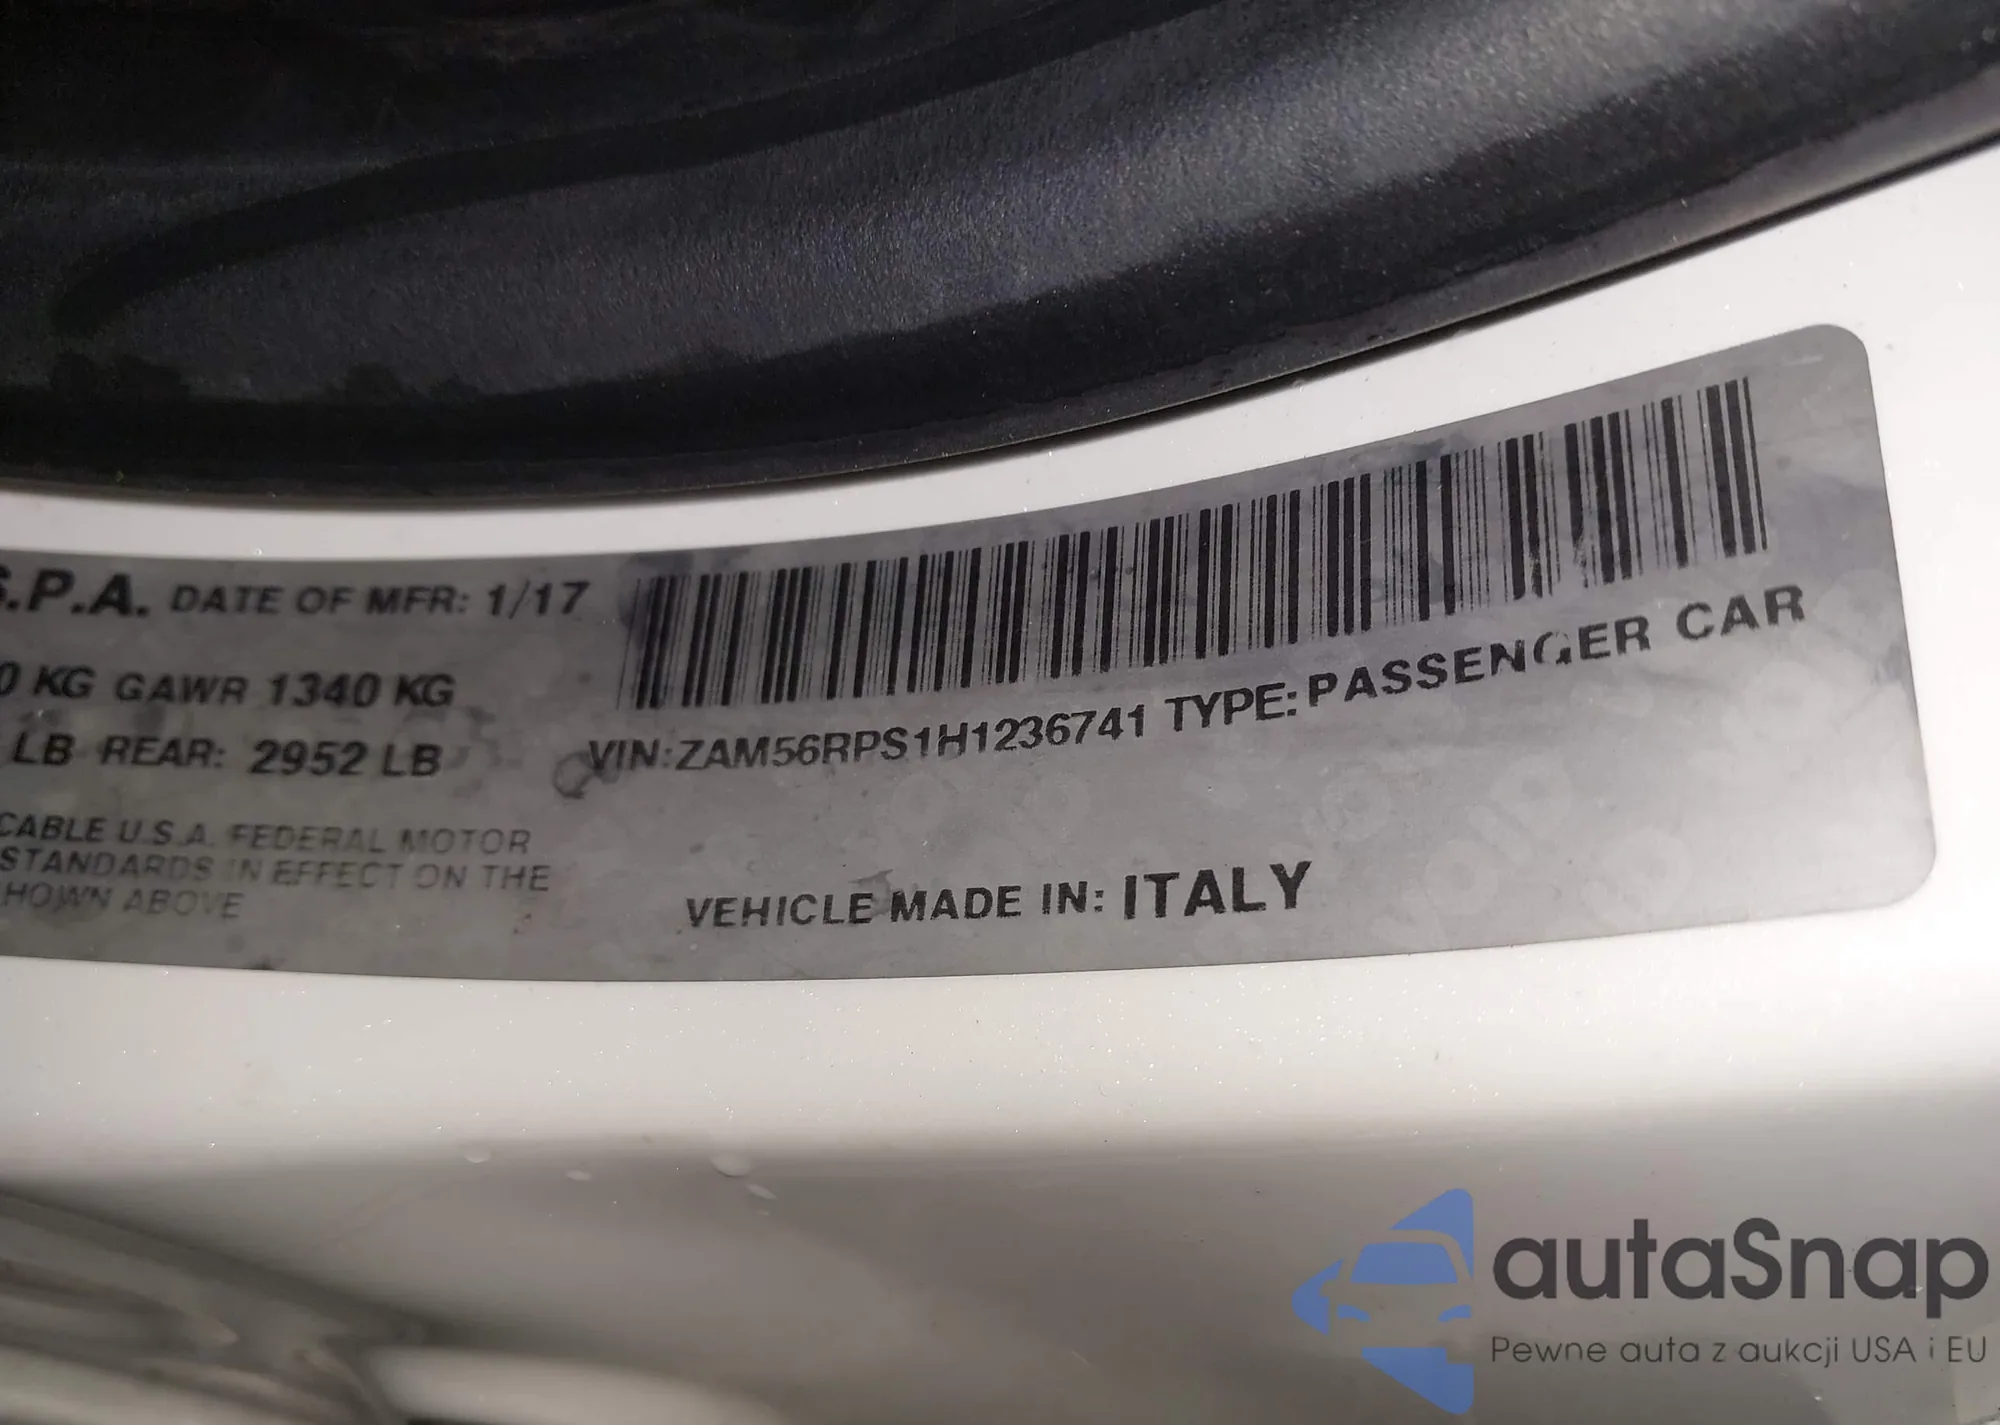 S.P.A. DATE OF MFR: 1/17
0 KG GAWR 1340 KG
LB REAR: 2952 LB
CABLE U.S.A. FEDERAL MOTOR
STANDARDS IN EFFECT ON THE
HOWN ABOVE
VIN:ZAM56RPS1H1236741 TYPE:PASSENGER CAR
VEHICLE MADE IN: ITALY
autaSnap
Pewne auta z aukcji USA i EU